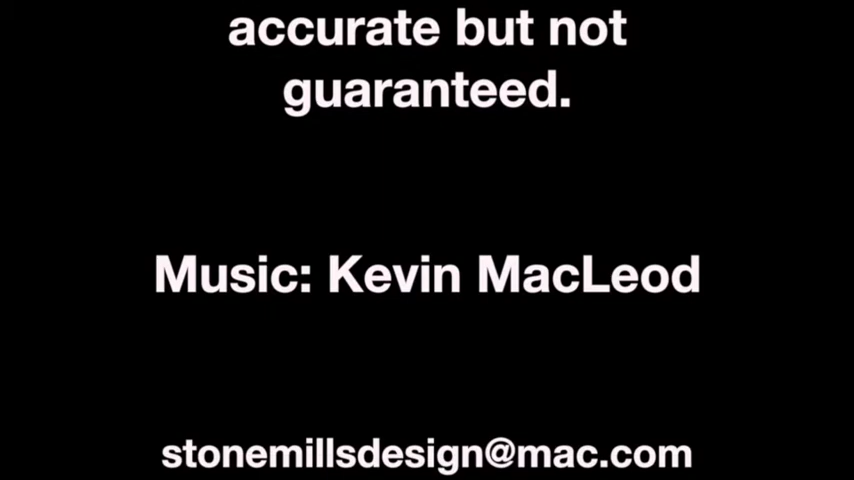 accurate but not
guaranteed.
Music: Kevin MacLeod
stonemillsdesign@mac.com